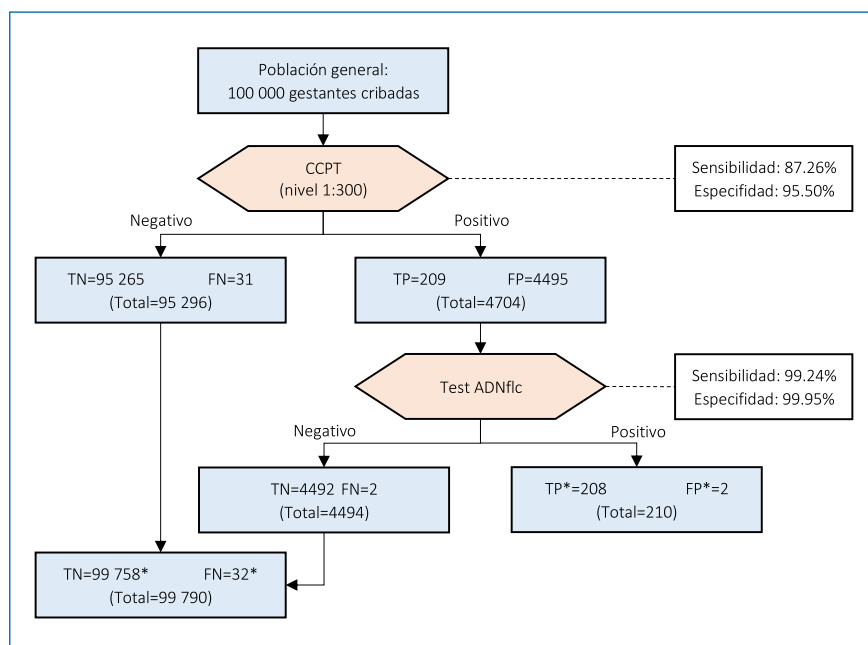 Población general:
100 000 gestantes cribadas
CCPT
(nivel 1:300)
Sensibilidad: 87.26%
Especifidad: 95.50%
Negativo
Positivo
TN=95 265 FN=31
(Total=95 296)
TP=209 FP=4495
(Total=4704)
Test ADNflc
Sensibilidad: 99.24%
Especifidad: 99.95%
Negativo
Positivo
TN=4492 FN=2
(Total=4494)
TP*=208 FP*=2
(Total=210)
TN=99 758* FN=32*
(Total=99 790)